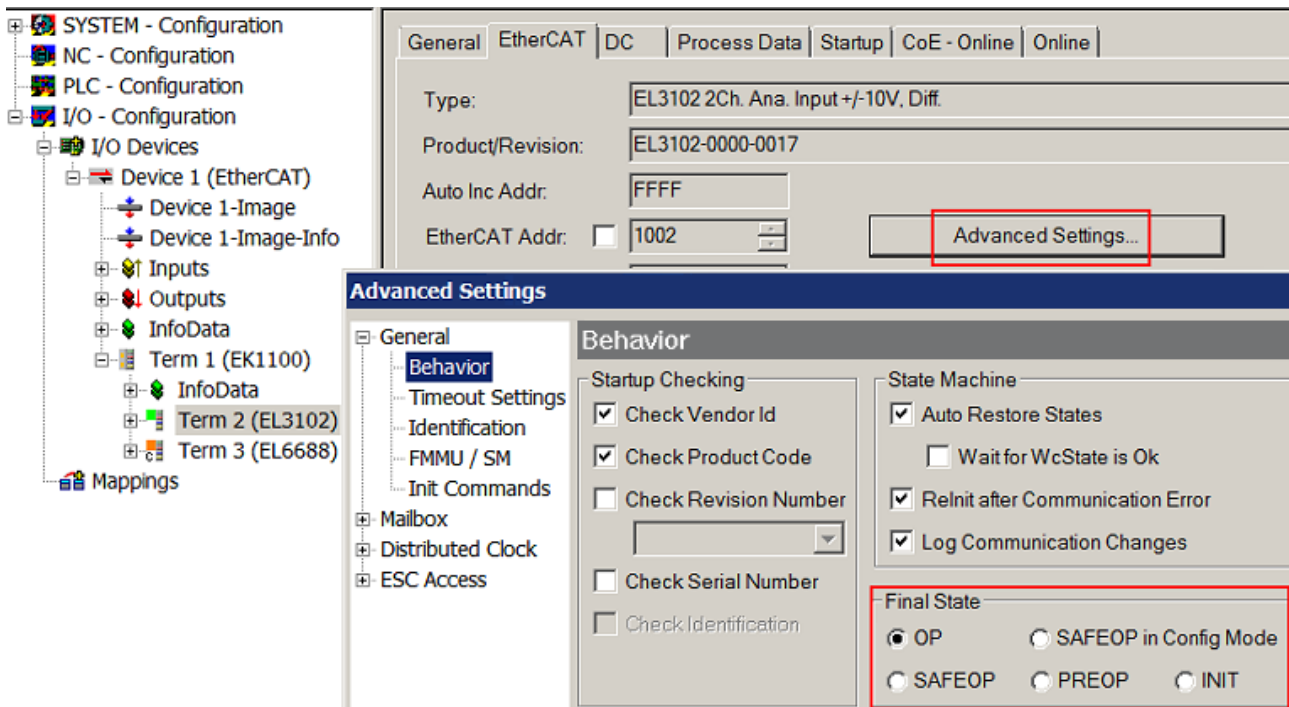 SYSTEM - Configuration
NC - Configuration
PLC - Configuration
I/O - Configuration
I/O Devices
Device 1 (EtherCAT)
Device 1-Image
Device 1-Image-Info
Inputs
Outputs
InfoData
Term 1 (EK1100)
InfoData
Term 2 (EL3102)
Term 3 (EL6688)
Mappings
General EtherCAT DC Process Data Startup CoE - Online Online
Type: EL3102 2Ch. Ana. Input +/-10V, Diff.
Product/Revision: EL3102-0000-0017
Auto Inc Addr: FFFF
EtherCAT Addr: 1002 Advanced Settings...
Advanced Settings
General
Behavior
Timeout Settings
Identification
FMMU / SM
Init Commands
Mailbox
Distributed Clock
ESC Access
Behavior
Startup Checking
Check Vendor Id
Check Product Code
Check Revision Number
Check Serial Number
Check Identification
State Machine
Auto Restore States
Wait for WcState is Ok
ReInit after Communication Error
Log Communication Changes
Final State
OP SAFEOP in Config Mode
SAFEOP PREOP INIT